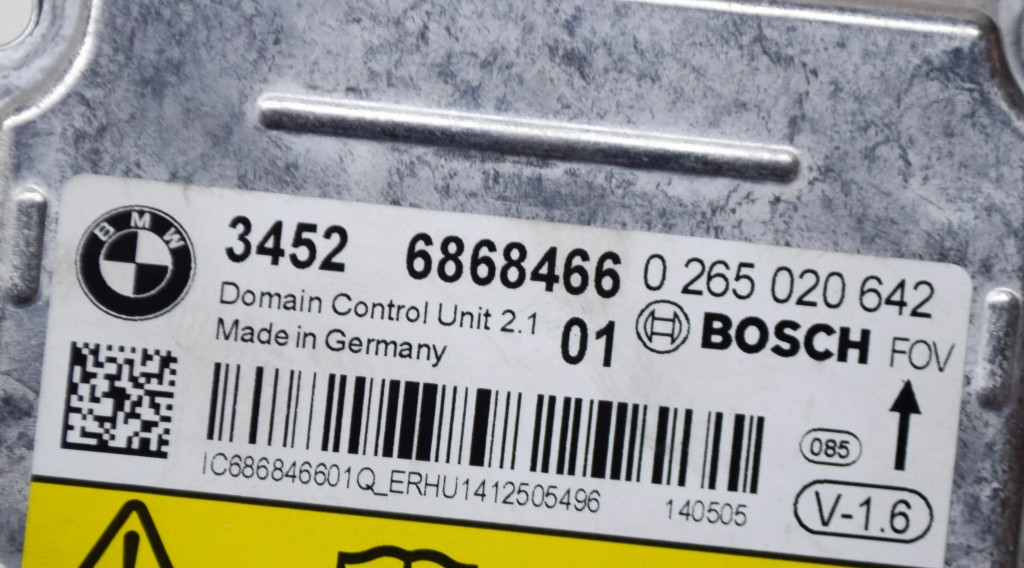 BMW
3452 6868466 0 265 020 642
Domain Control Unit 2.1
Made in Germany
01 BOSCH FOV
085
V-1.6
IC686846601Q_ERHU1412505496 140505